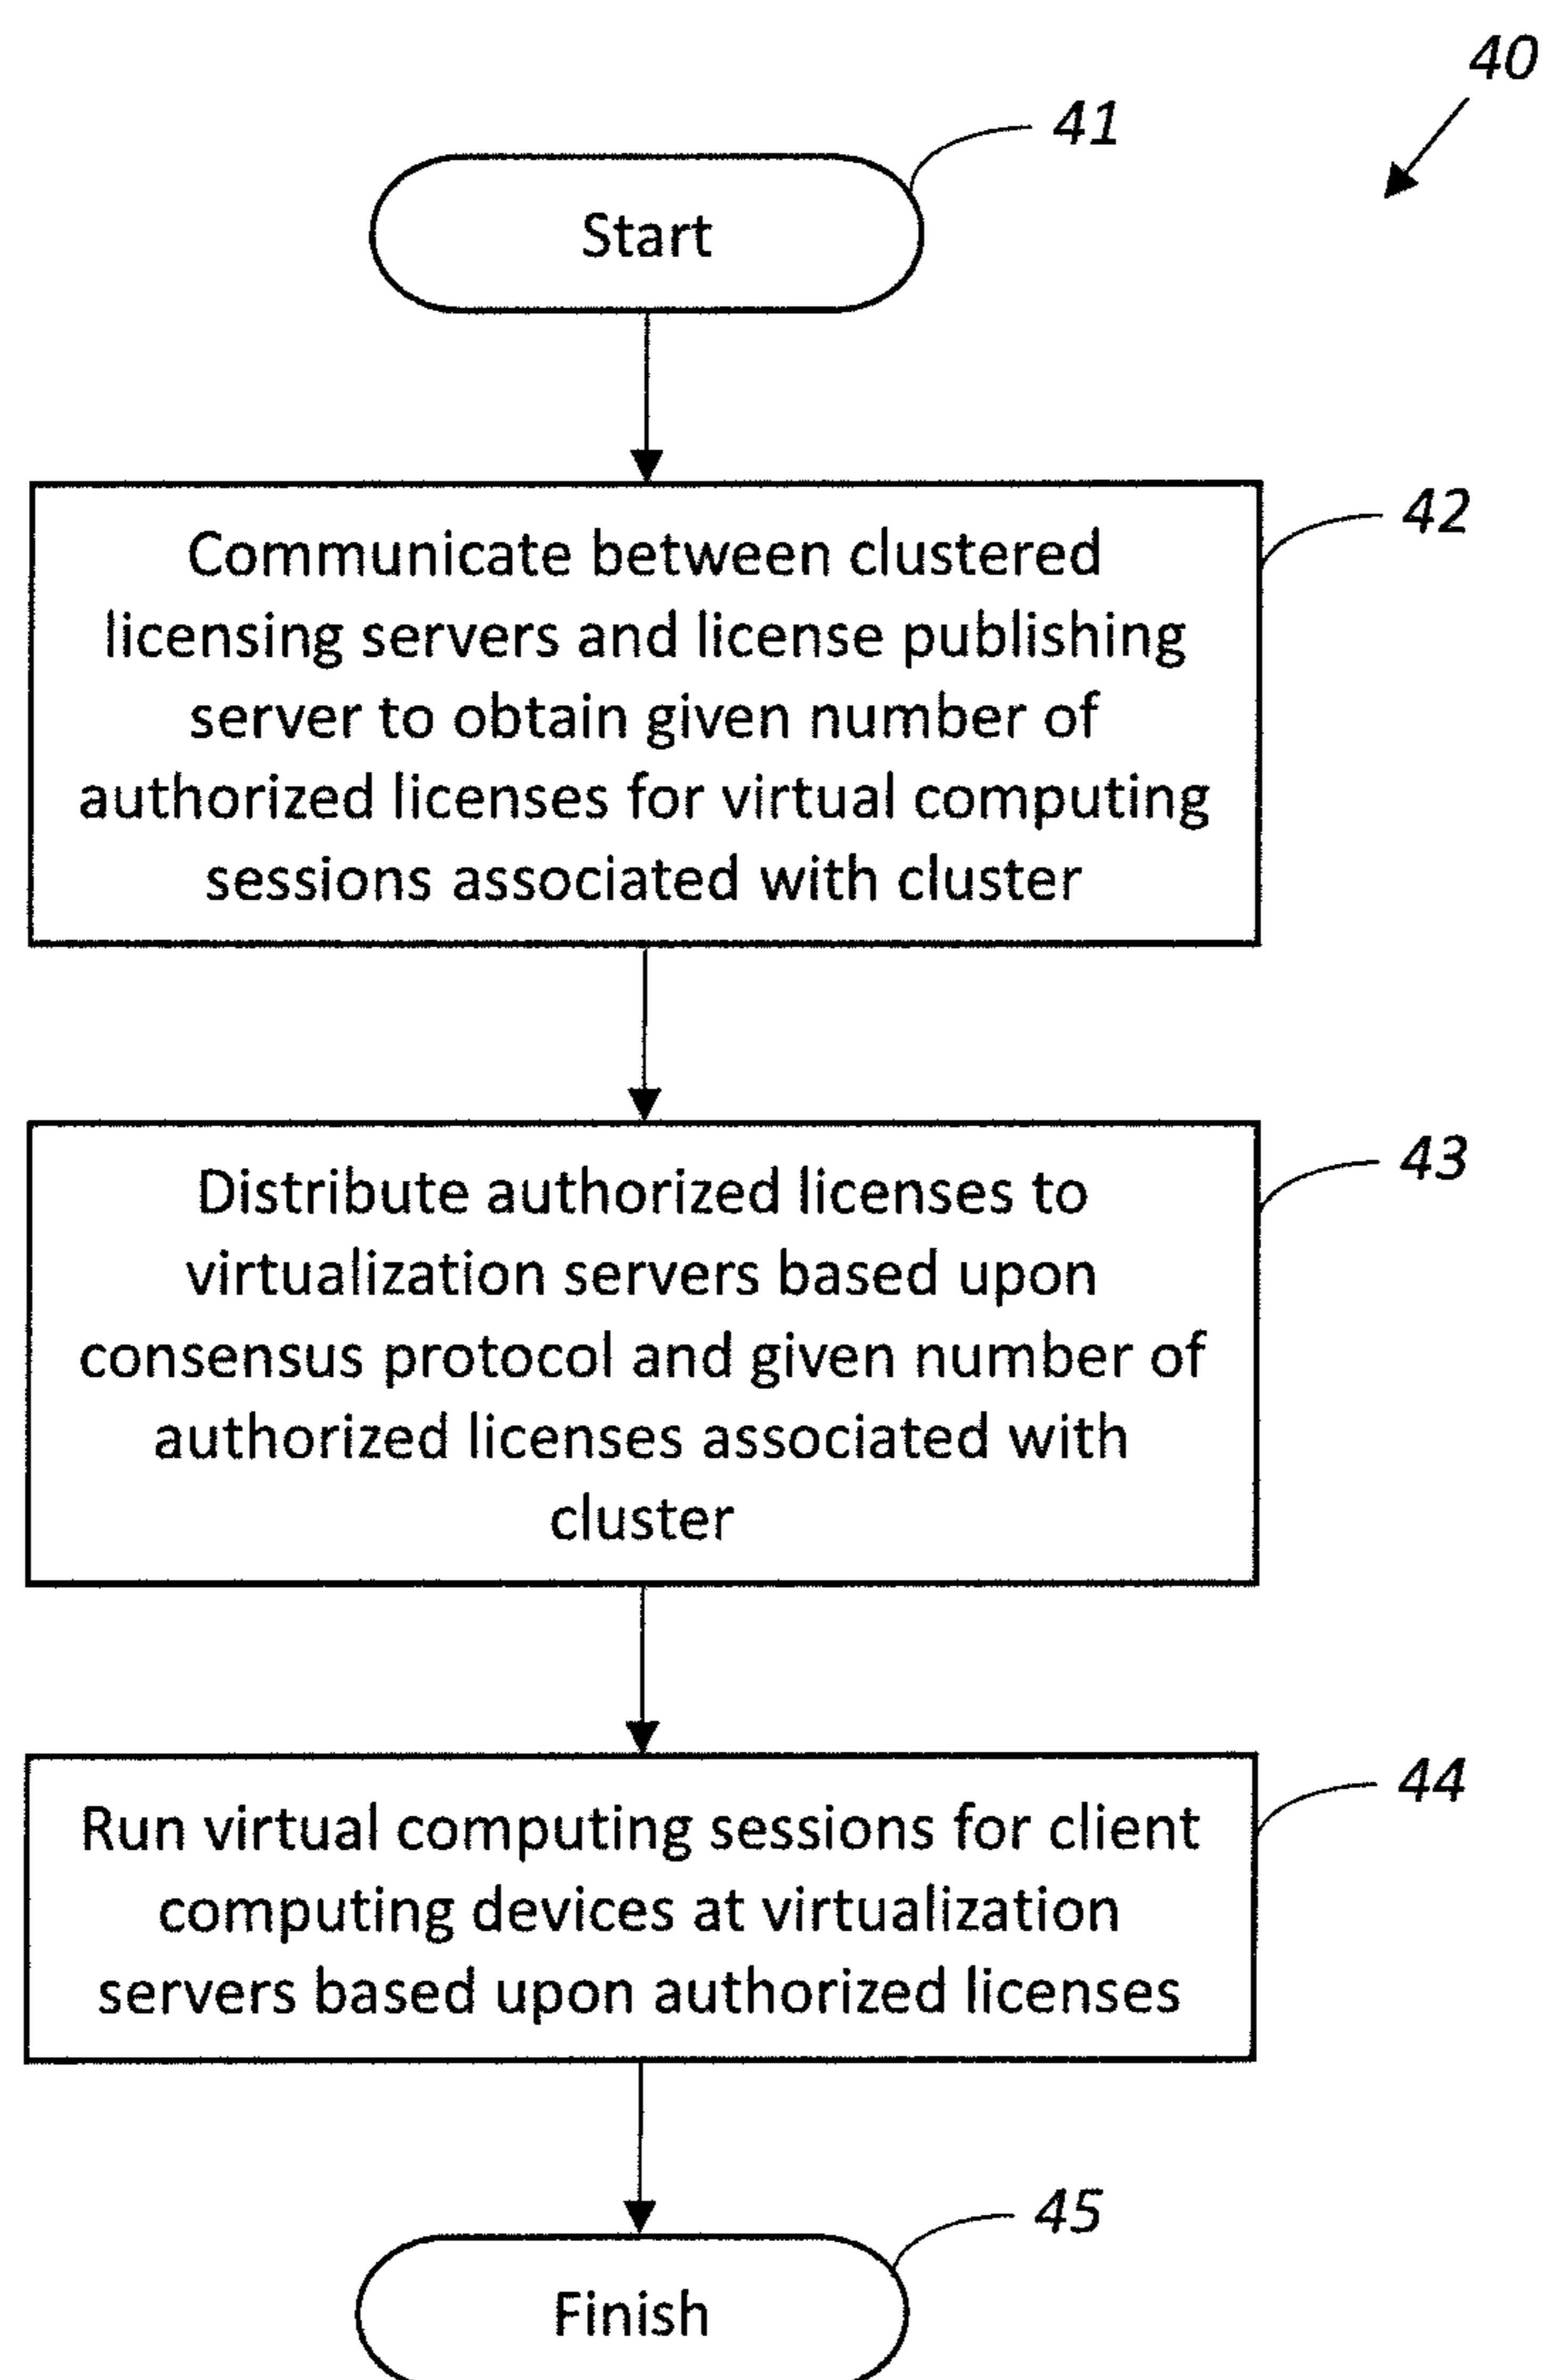 40
41
Start
42
Communicate between clustered
licensing servers and license publishing
server to obtain given number of
authorized licenses for virtual computing
sessions associated with cluster
43
Distribute authorized licenses to
virtualization servers based upon
consensus protocol and given number of
authorized licenses associated with
cluster
44
Run virtual computing sessions for client
computing devices at virtualization
servers based upon authorized licenses
45
Finish